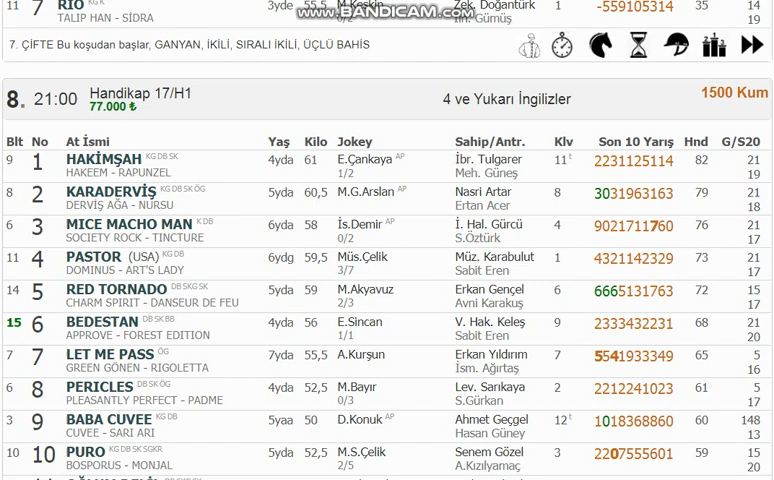 11 7 RIO KG K 3yda 55,5 M.Keskin Zek. Doğantürk 1 -559105314 35 14
TALIP HAN - SİDRA 0/2 İlh. Gümüş 19
www.BANDICAM.com
7. ÇİFTE Bu koşudan başlar, GANYAN, İKİLİ, SIRALI İKİLİ, ÜÇLÜ BAHİS
8. 21:00 Handikap 17/H1 4 ve Yukarı İngilizler 1500 Kum
77.000 ₺
Blt No At İsmi Yaş Kilo Jokey Sahip/Antr. Klv Son 10 Yarış Hnd G/S20
9 1 HAKİMŞAH KG DB SK 4yda 61 E.Çankaya AP İbr. Tulgarer 11 t 2231125114 82 21
HAKEEM - RAPUNZEL 1/2 Meh. Güneş 19
8 2 KARADERVİŞ KG DB SK ÖG 5yda 60,5 M.G.Arslan AP Nasri Artar 8 3031963163 79 21
DERVİŞ AĞA - NURSU Ertan Acer 18
6 3 MICE MACHO MAN K DB 6yda 58 İs.Demir AP İ. Hal. Gürcü 4 9021711760 76 21
SOCIETY ROCK - TINCTURE 0/2 S.Öztürk 17
11 4 PASTOR (USA) KG DB 6ydg 59,5 Müs.Çelik Müz. Karabulut 1 4321142329 73 21
DOMINUS - ART'S LADY 3/7 Sabit Eren 17
14 5 RED TORNADO DB SKG SK 5yda 59 M.Akyavuz Erkan Gençel 6 6665131763 72 15
CHARM SPIRIT - DANSEUR DE FEU 2/3 Avni Karakuş 17
15 6 BEDESTAN DB SK BB 4yda 56 E.Sincan V. Hak. Keleş 9 2333432231 68 21
APPROVE - FOREST EDITION 1/1 Sabit Eren 20
7 7 LET ME PASS ÖG 7yda 55,5 A.Kurşun Erkan Yıldırım 7 5541933349 65 5
GREEN GÖNEN - RIGOLETTA İsm. Ağırtaş 16
6 8 PERICLES DB SK ÖG 4yda 52,5 M.Bayır Lev. Sarıkaya 2 2212241023 61 5
PLEASANTLY PERFECT - PADME 0/3 S.Gürkan 17
3 9 BABA CUVEE KG DB 5yaa 50 D.Konuk AP Ahmet Geçgel 12 t 1018368860 60 148
CUVEE - SARI ARI Hasan Güney 13
10 10 PURO KG DB SK SGKR 5yda 52,5 M.S.Çelik Senem Gözel 3 2207555601 59 15
BOSPORUS - MONJAL 2/5 A.Kızılyamaç 20